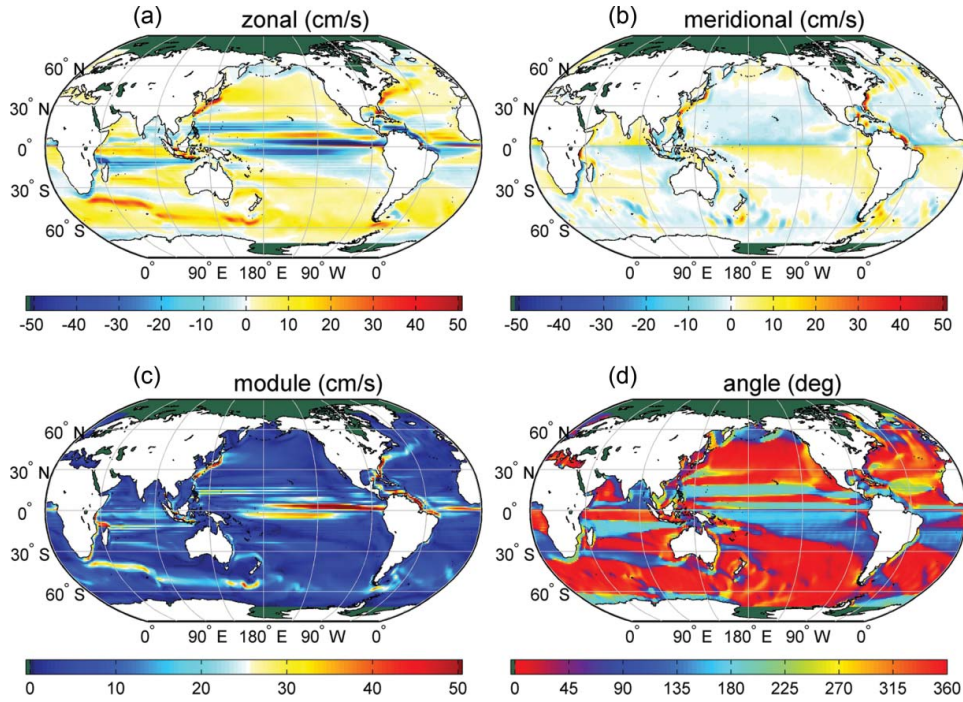 (a) zonal (cm/s)
60° N
30°
0°
30° S
60°
0° 90° E 180° 90° W 0°
-50 -40 -30 -20 -10 0 10 20 30 40 50
(b) meridional (cm/s)
60° N
30°
0°
30° S
60°
0° 90° E 180° 90° W 0°
-50 -40 -30 -20 -10 0 10 20 30 40 50
(c) module (cm/s)
60° N
30°
0°
30° S
60°
0° 90° E 180° 90° W 0°
0 10 20 30 40 50
(d) angle (deg)
60° N
30°
0°
30° S
60°
0° 90° E 180° 90° W 0°
0 45 90 135 180 225 270 315 360